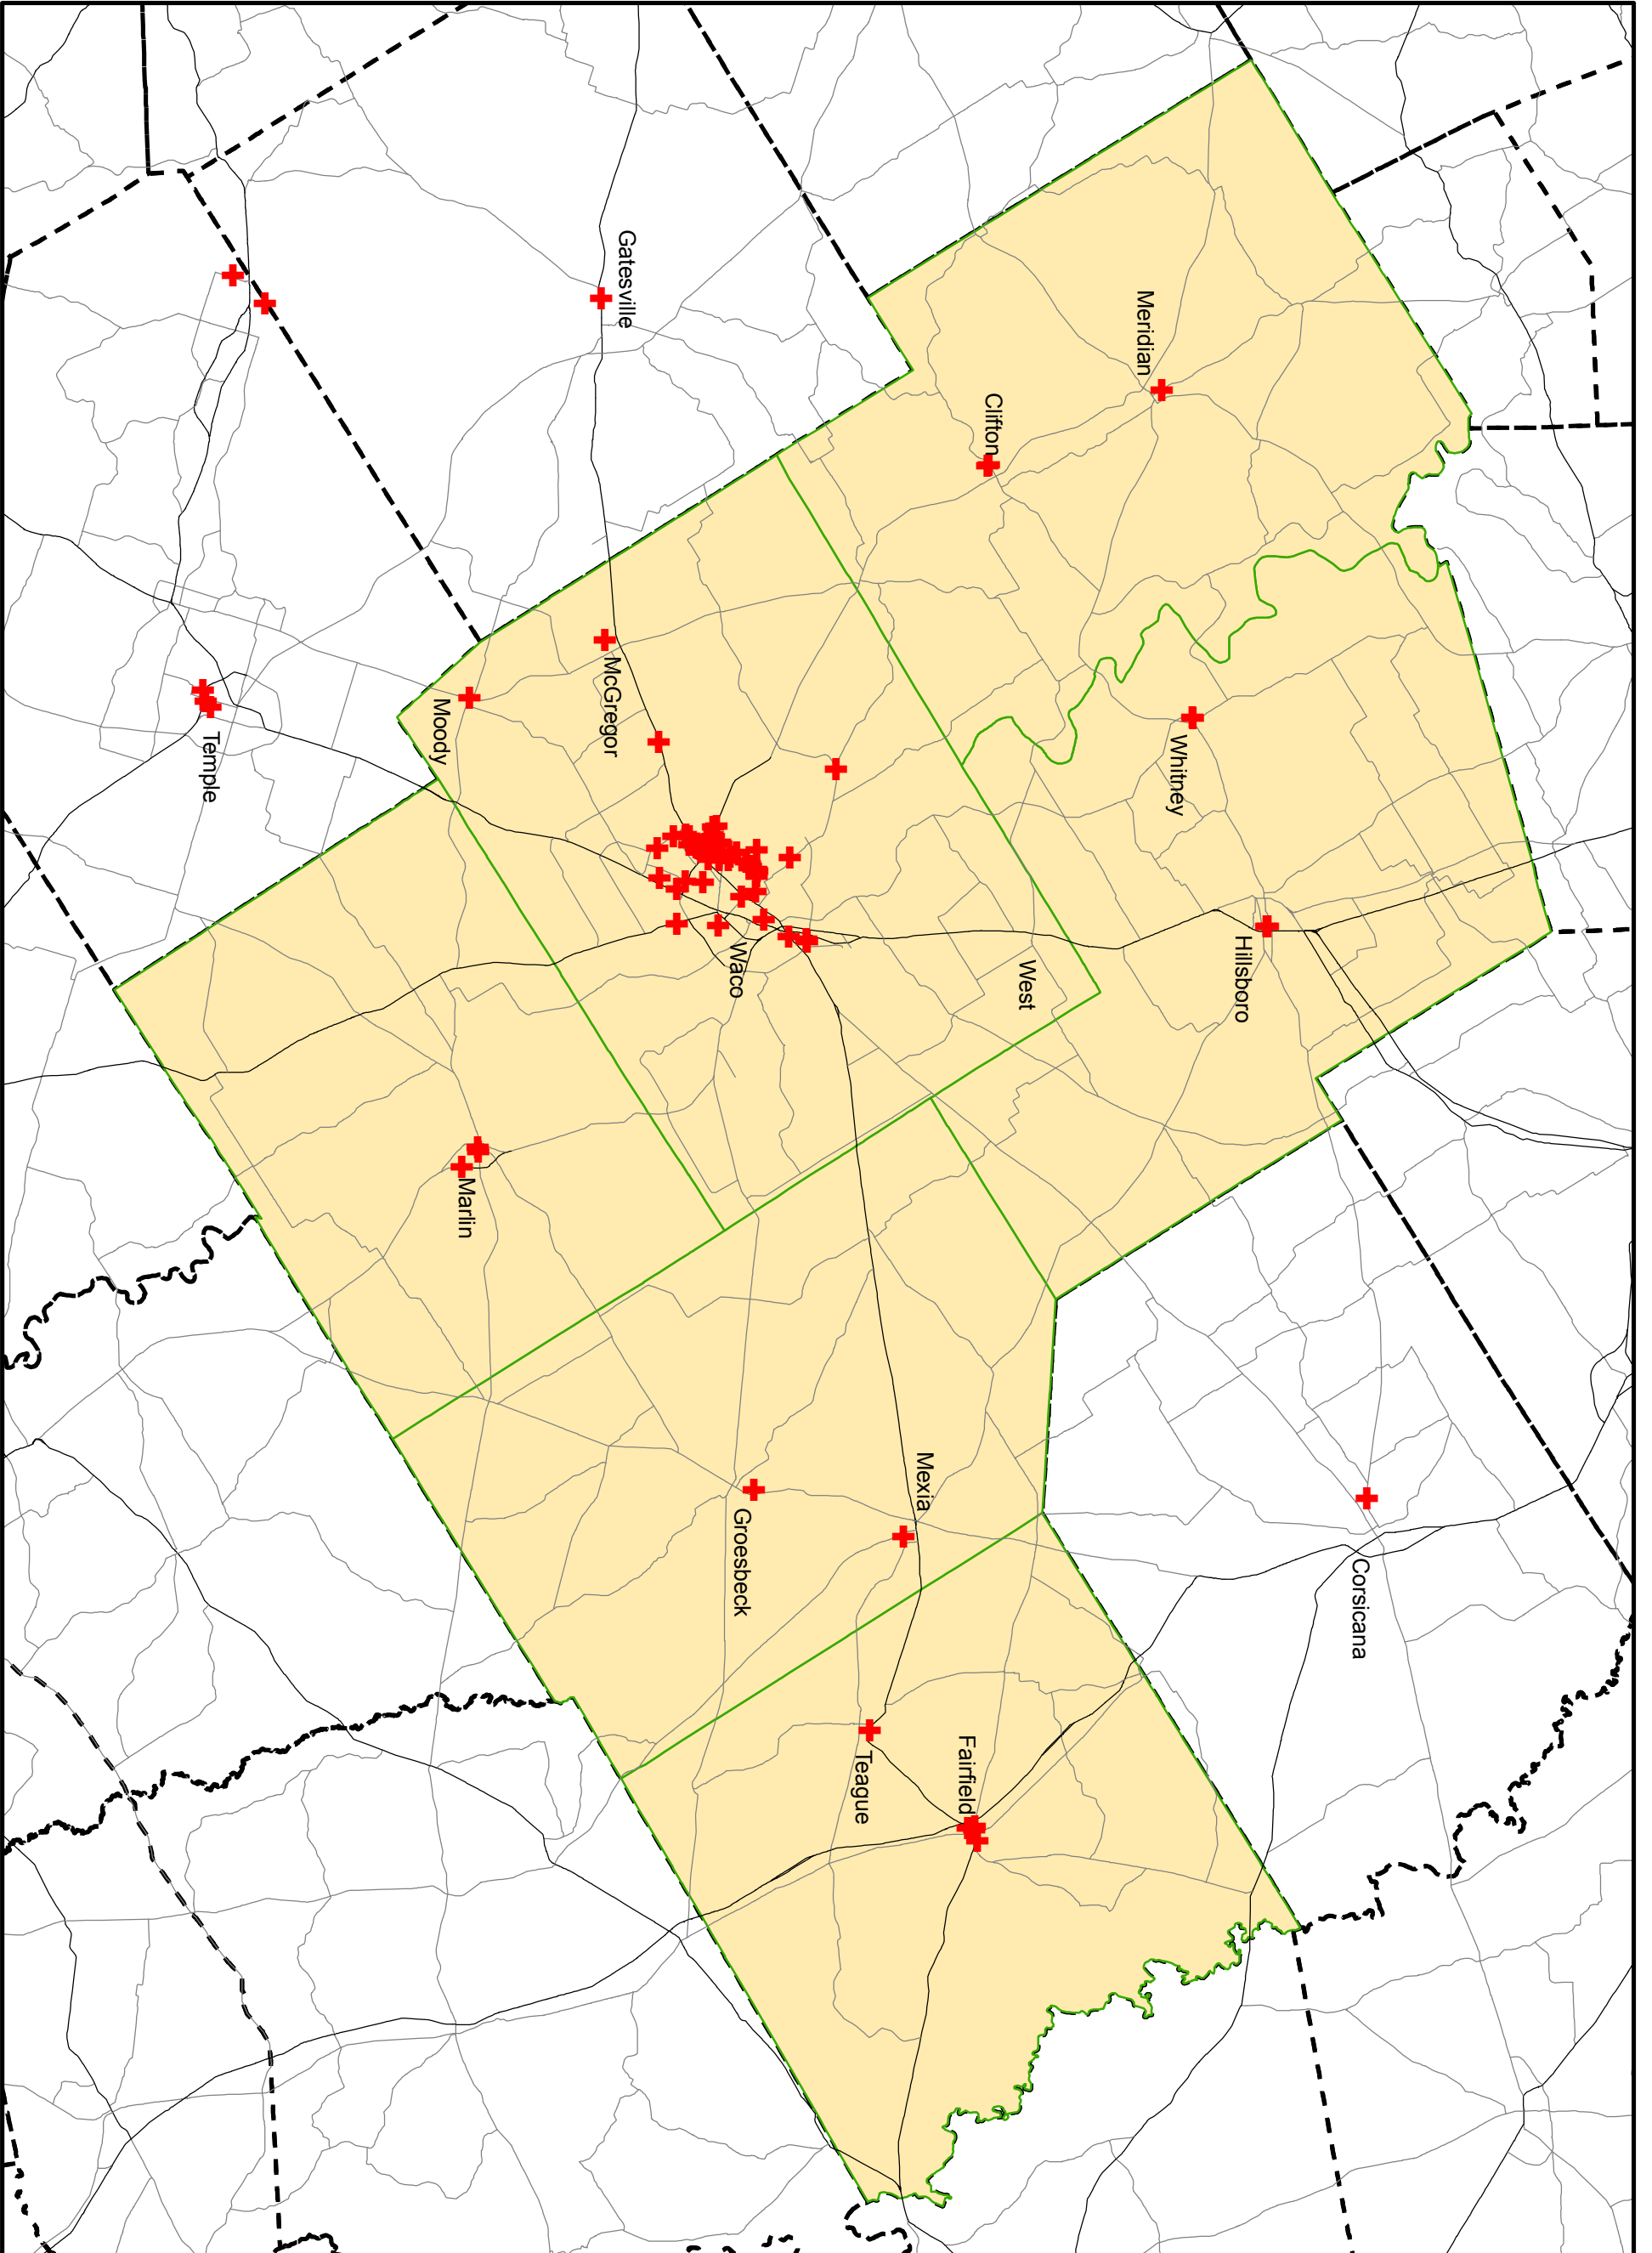 Corsicana
Hillsboro
Whitney
Meridian
West
Clifton
Fairfield
Mexia
Teague
Groesbeck
Waco
Gatesville
McGregor
Marlin
Moody
Temple